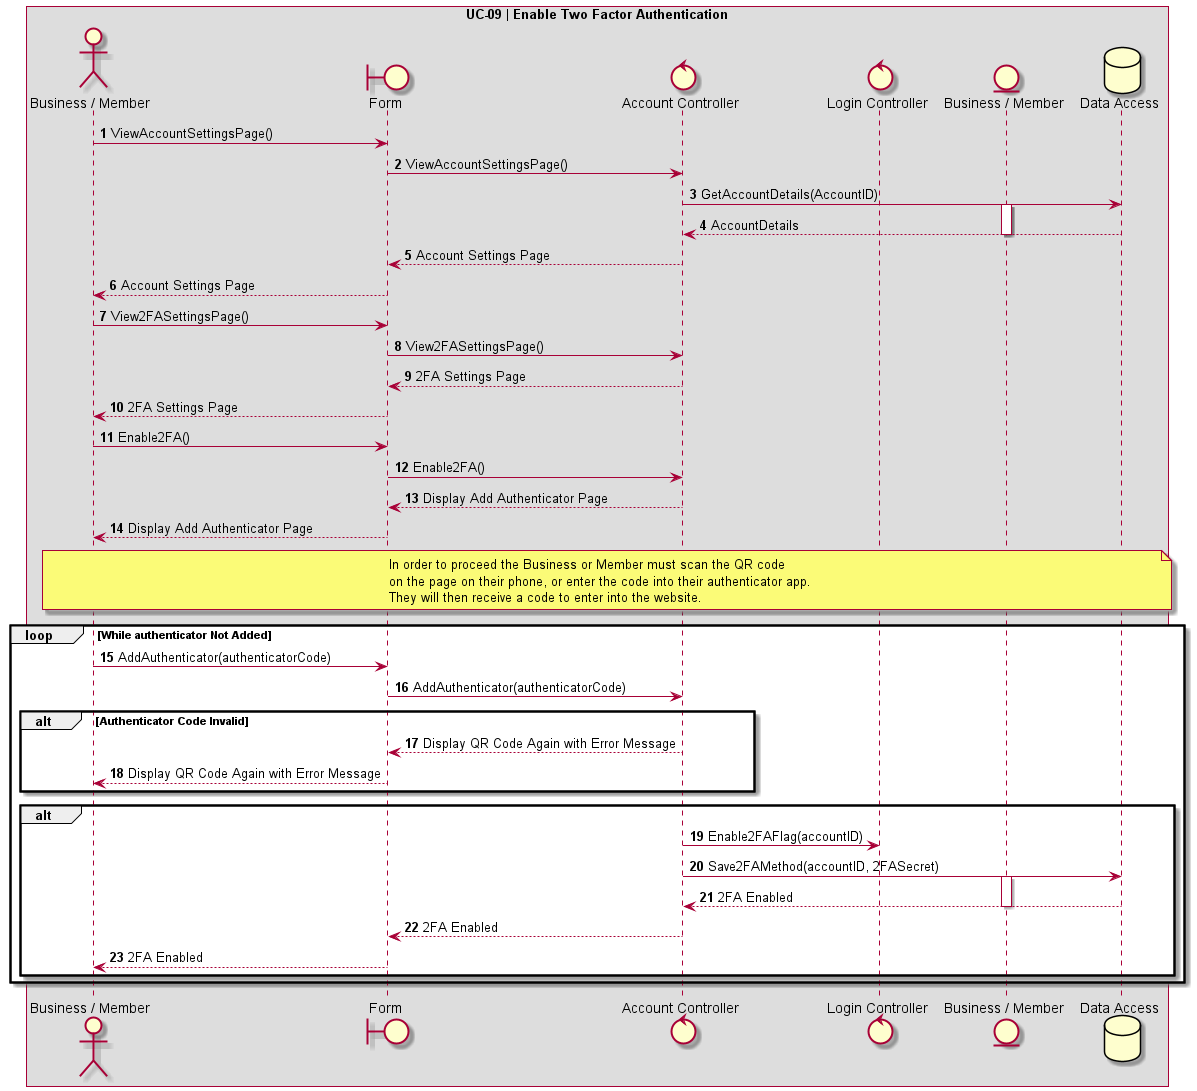 UC-09 | Enable Two Factor Authentication
Business / Member
Form
Account Controller
Login Controller
Business / Member
Data Access
1 ViewAccountSettingsPage()
2 ViewAccountSettingsPage()
3 GetAccountDetails(AccountID)
4 AccountDetails
5 Account Settings Page
6 Account Settings Page
7 View2FASettingsPage()
8 View2FASettingsPage()
9 2FA Settings Page
10 2FA Settings Page
11 Enable2FA()
12 Enable2FA()
13 Display Add Authenticator Page
14 Display Add Authenticator Page
In order to proceed the Business or Member must scan the QR code
on the page on their phone, or enter the code into their authenticator app.
They will then receive a code to enter into the website.
loop [While authenticator Not Added]
15 AddAuthenticator(authenticatorCode)
16 AddAuthenticator(authenticatorCode)
alt [Authenticator Code Invalid]
17 Display QR Code Again with Error Message
18 Display QR Code Again with Error Message
alt
19 Enable2FAFlag(accountID)
20 Save2FAMethod(accountID, 2FASecret)
21 2FA Enabled
22 2FA Enabled
23 2FA Enabled
Business / Member
Form
Account Controller
Login Controller
Business / Member
Data Access